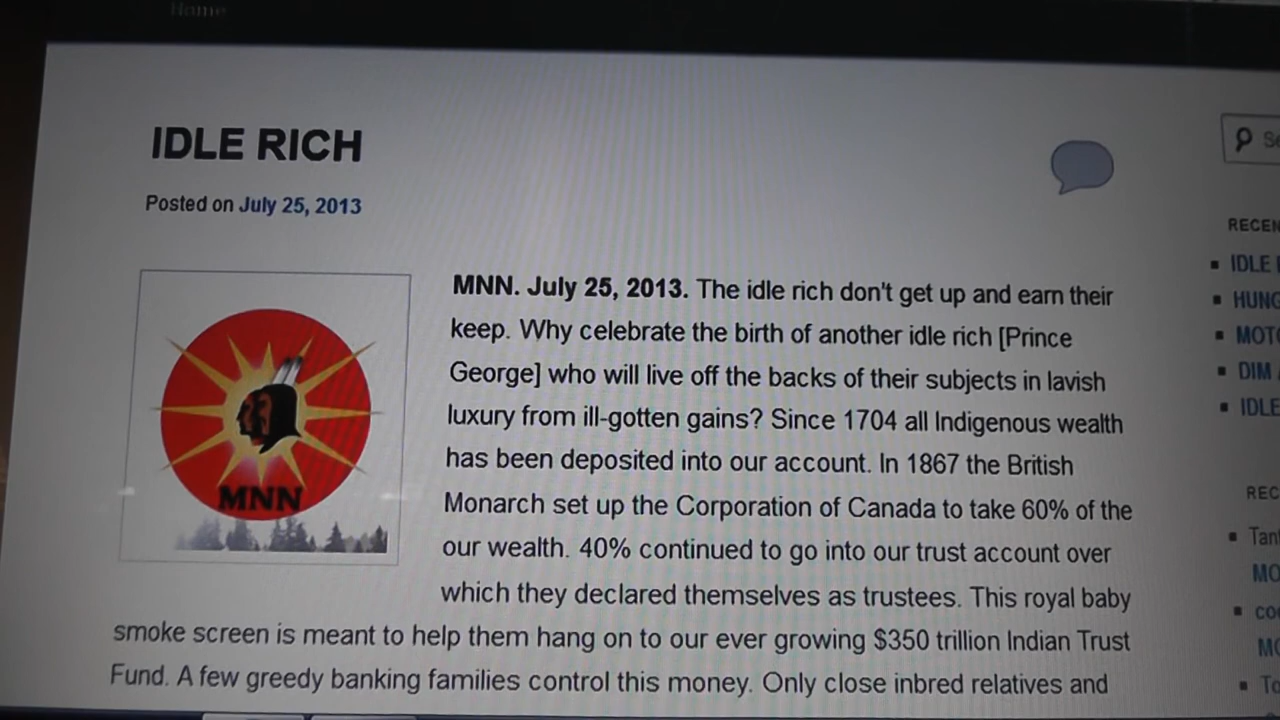 Home
IDLE RICH
Posted on July 25, 2013
MNN
MNN. July 25, 2013. The idle rich don't get up and earn their
keep. Why celebrate the birth of another idle rich [Prince
George] who will live off the backs of their subjects in lavish
luxury from ill-gotten gains? Since 1704 all Indigenous wealth
has been deposited into our account. In 1867 the British
Monarch set up the Corporation of Canada to take 60% of the
our wealth. 40% continued to go into our trust account over
which they declared themselves as trustees. This royal baby
smoke screen is meant to help them hang on to our ever growing $350 trillion Indian Trust
Fund. A few greedy banking families control this money. Only close inbred relatives and
IDLE
DIM
IDLE